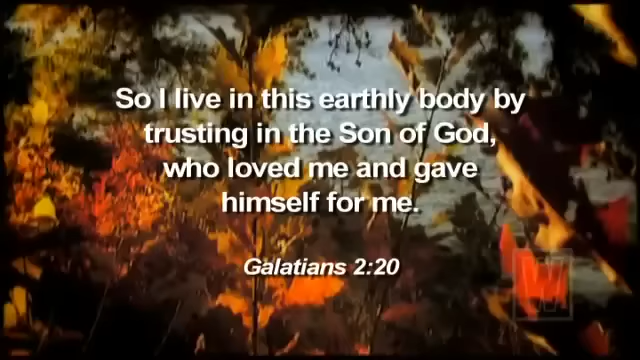 So I live in this earthly body by
trusting in the Son of God,
who loved me and gave
himself for me.
Galatians 2:20
W